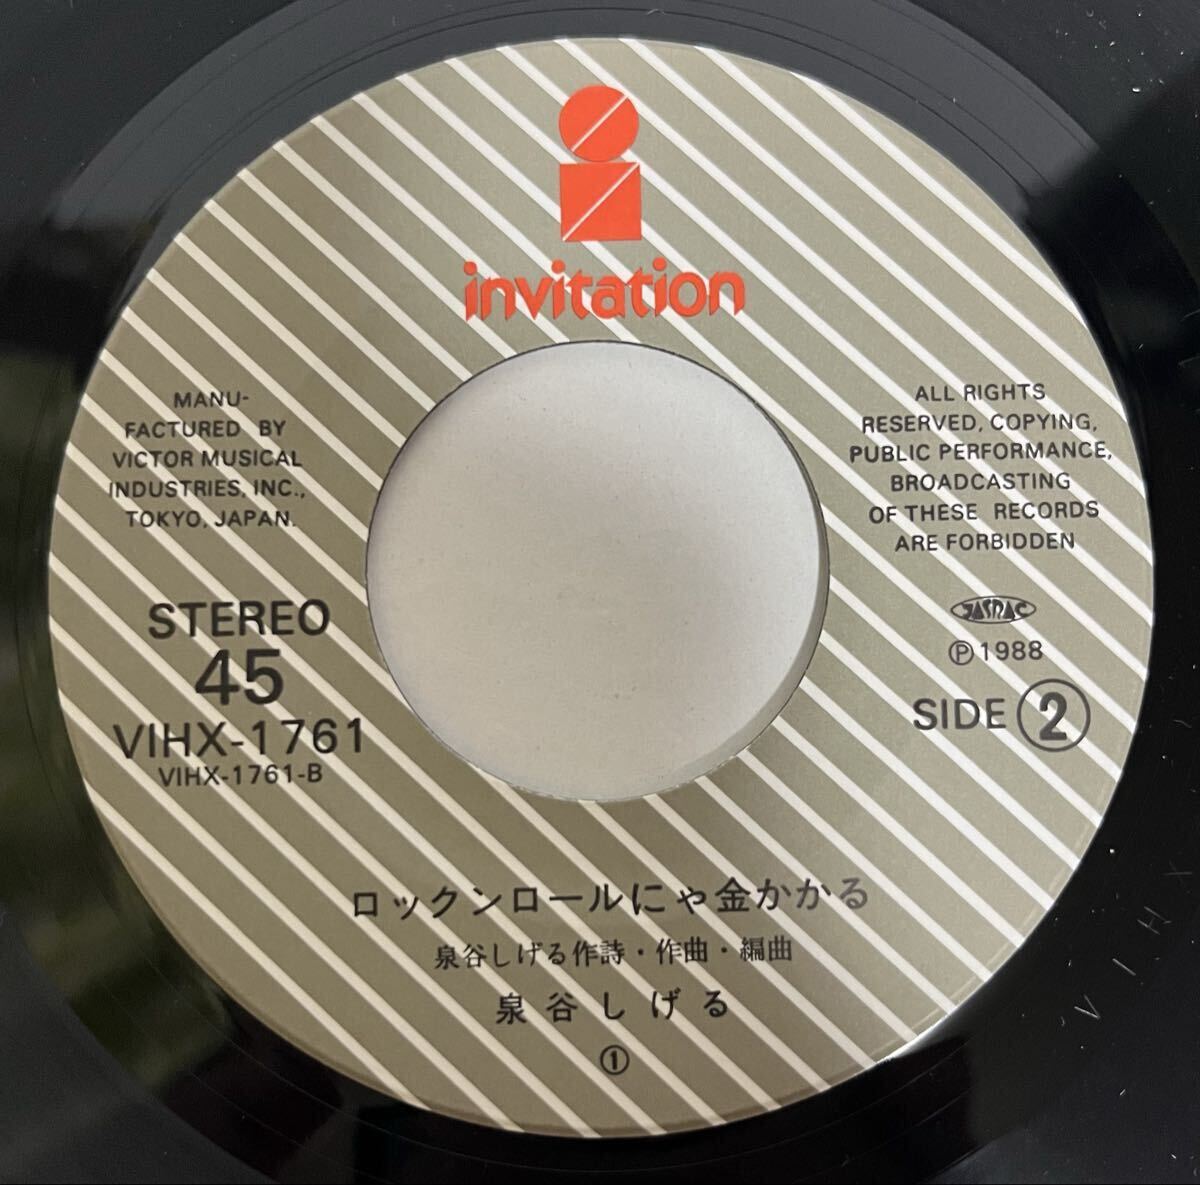 invitation
MANU-
FACTURED BY
VICTOR MUSICAL
INDUSTRIES, INC.,
TOKYO, JAPAN.
ALL RIGHTS
RESERVED, COPYING,
PUBLIC PERFORMANCE,
BROADCASTING
OF THESE RECORDS
ARE FORBIDDEN
JASRAC
Ⓟ1988
SIDE ②
STEREO
45
VIHX-1761
VIHX-1761-B
ロックンロールにゃ金かかる
泉谷しげる作詩・作曲・編曲
泉谷しげる
①
V I H X